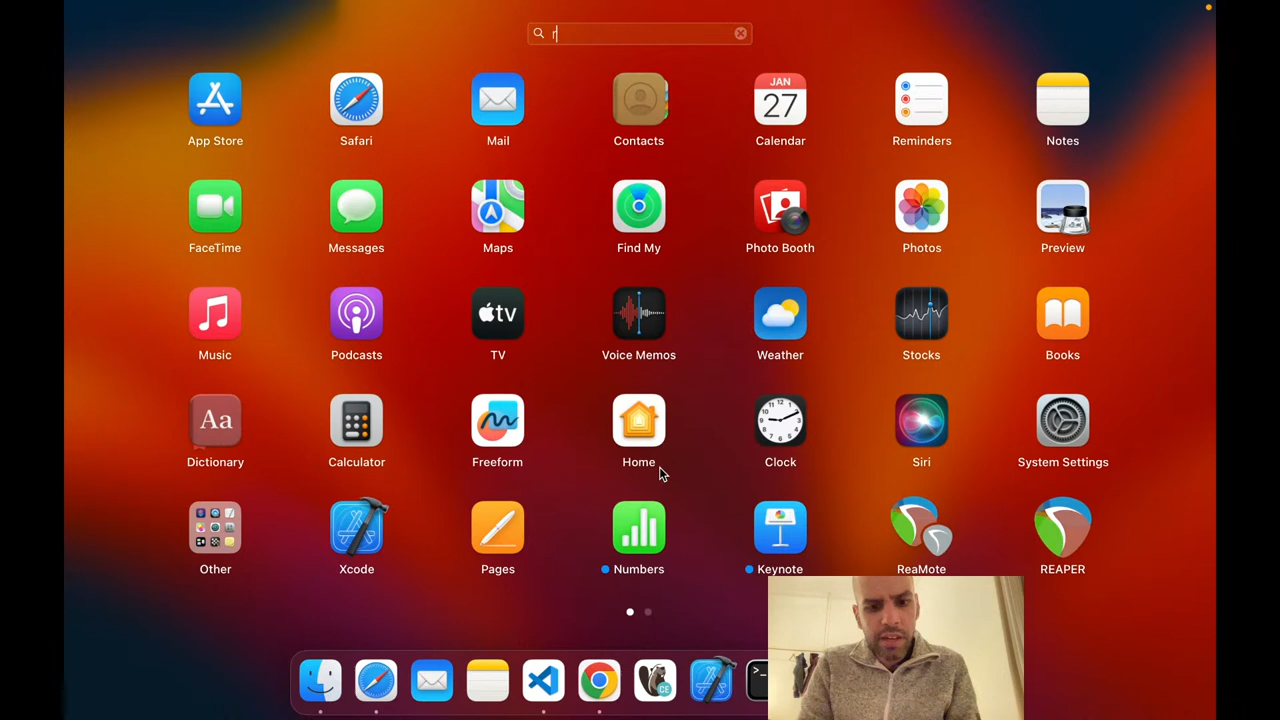 r
App Store Safari Mail Contacts JAN 27 Calendar Reminders Notes
FaceTime Messages Maps Find My Photo Booth Photos Preview
Music Podcasts tv TV Voice Memos Weather Stocks Books
Aa Dictionary Calculator Freeform Home Clock Siri System Settings
Other Xcode Pages Numbers Keynote ReaMote REAPER
CE >_